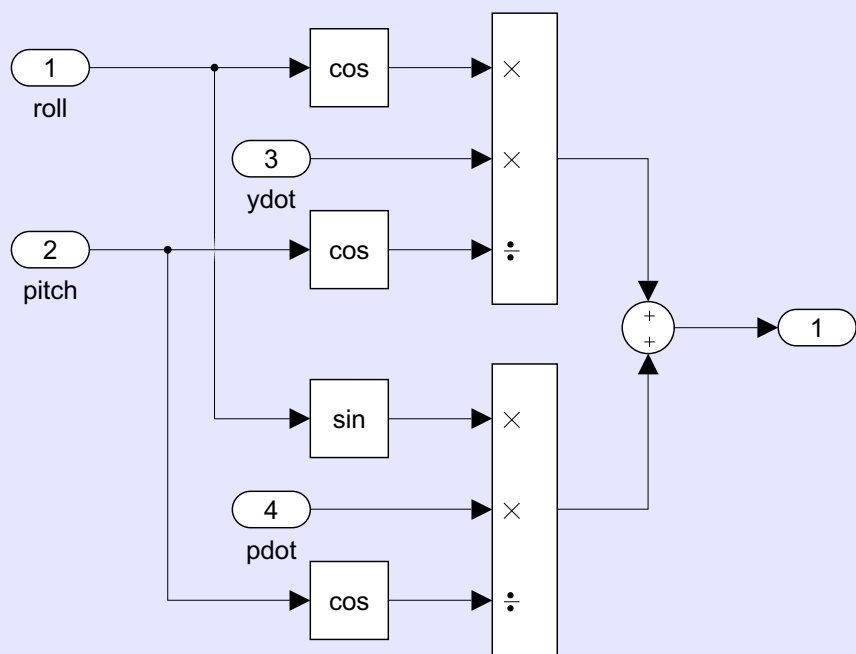 1
roll
cos
×
3
ydot
×
2
pitch
cos
÷
+
+
1
sin
×
4
pdot
×
cos
÷